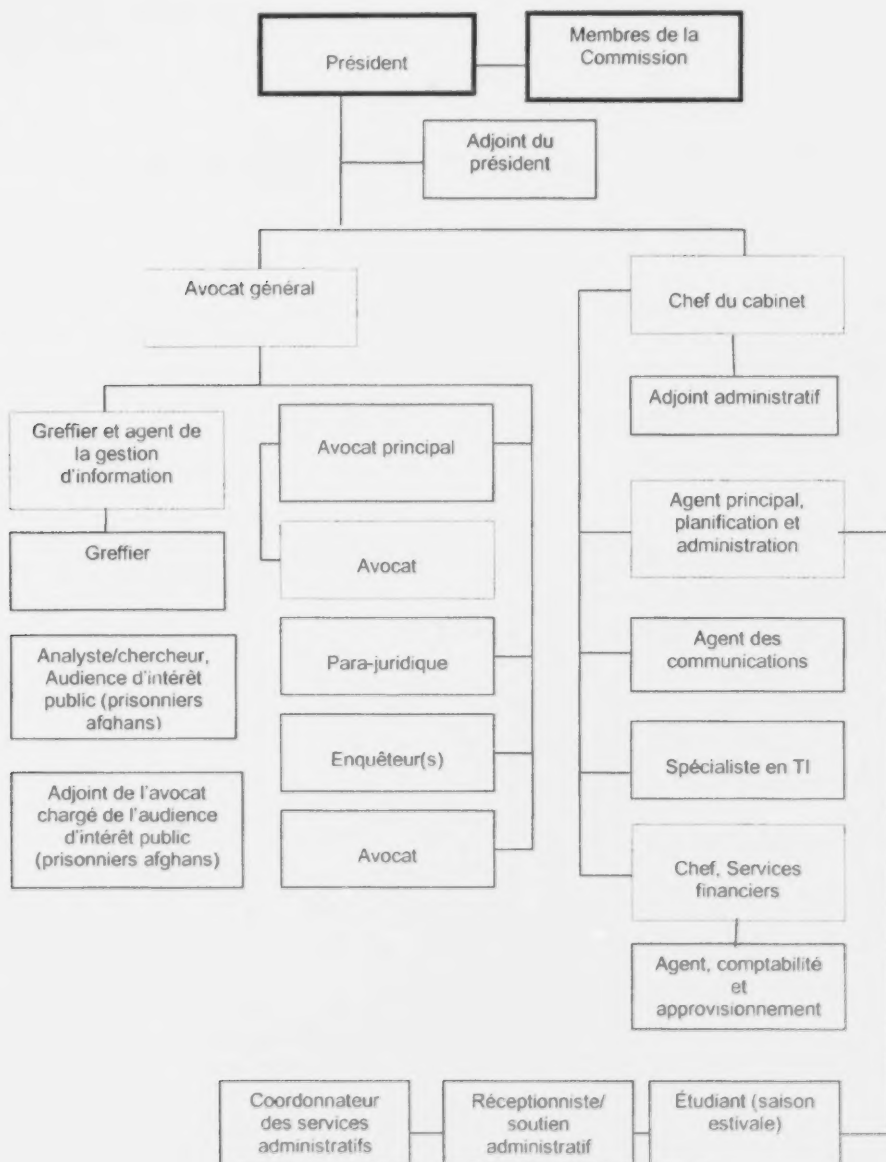 Président
Membres de la
Commission
Adjoint du
président
Avocat général
Chef du cabinet
Adjoint administratif
Greffier et agent de
la gestion
d'information
Avocat principal
Agent principal,
planification et
administration
Greffier
Avocat
Analyste/chercheur,
Audience d'intérêt
public (prisonniers
afghans)
Para-juridique
Agent des
communications
Enquêteur(s)
Spécialiste en TI
Adjoint de l'avocat
chargé de l'audience
d'intérêt public
(prisonniers afghans)
Avocat
Chef, Services
financiers
Agent, comptabilité
et
approvisionnement
Coordonnateur
des services
administratifs
Réceptionniste/
soutien
administratif
Étudiant (saison
estivale)